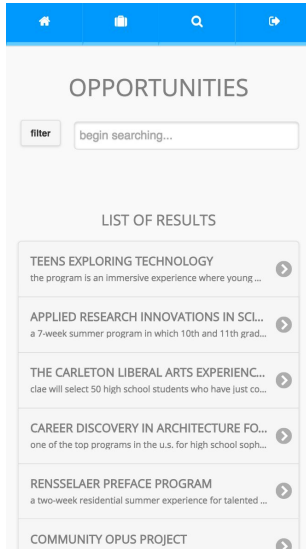 OPPORTUNITIES
filter
begin searching...
LIST OF RESULTS
TEENS EXPLORING TECHNOLOGY
the program is an immersive experience where young ...
APPLIED RESEARCH INNOVATIONS IN SCI...
a 7-week summer program in which 10th and 11th grad...
THE CARLETON LIBERAL ARTS EXPERIENC...
clae will select 50 high school students who have just co...
CAREER DISCOVERY IN ARCHITECTURE FO...
one of the top programs in the u.s. for high school soph...
RENSSELAER PREFACE PROGRAM
a two-week residential summer experience for talented ...
COMMUNITY OPUS PROJECT